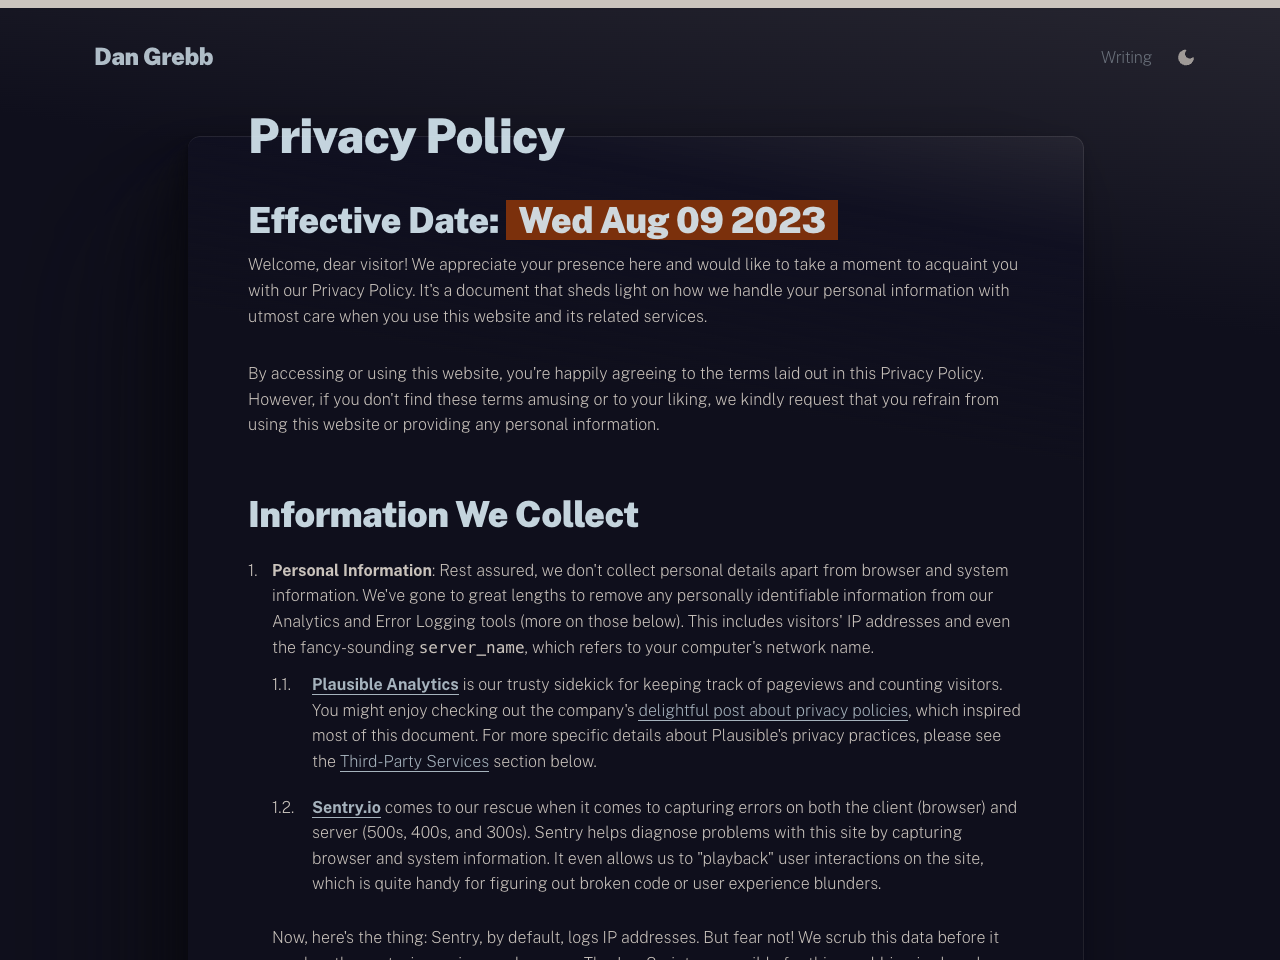 Dan Grebb
Writing
Privacy Policy
Effective Date: Wed Aug 09 2023
Welcome, dear visitor! We appreciate your presence here and would like to take a moment to acquaint you
with our Privacy Policy. It's a document that sheds light on how we handle your personal information with
utmost care when you use this website and its related services.
By accessing or using this website, you're happily agreeing to the terms laid out in this Privacy Policy.
However, if you don't find these terms amusing or to your liking, we kindly request that you refrain from
using this website or providing any personal information.
Information We Collect
1. Personal Information: Rest assured, we don't collect personal details apart from browser and system
information. We've gone to great lengths to remove any personally identifiable information from our
Analytics and Error Logging tools (more on those below). This includes visitors' IP addresses and even
the fancy-sounding server_name, which refers to your computer's network name.
1.1. Plausible Analytics is our trusty sidekick for keeping track of pageviews and counting visitors.
You might enjoy checking out the company's delightful post about privacy policies, which inspired
most of this document. For more specific details about Plausible's privacy practices, please see
the Third-Party Services section below.
1.2. Sentry.io comes to our rescue when it comes to capturing errors on both the client (browser) and
server (500s, 400s, and 300s). Sentry helps diagnose problems with this site by capturing
browser and system information. It even allows us to "playback" user interactions on the site,
which is quite handy for figuring out broken code or user experience blunders.
Now, here's the thing: Sentry, by default, logs IP addresses. But fear not! We scrub this data before it